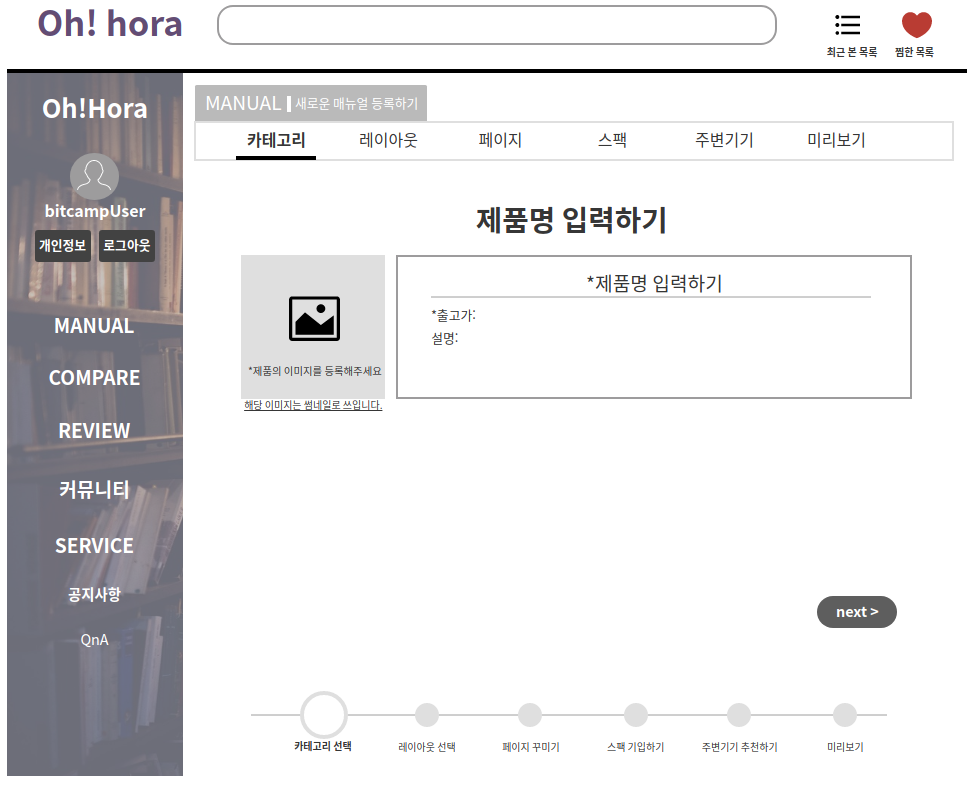 Oh! hora
최근 본 목록
찜한 목록
Oh!Hora
bitcampUser
개인정보
로그아웃
MANUAL
COMPARE
REVIEW
커뮤니티
SERVICE
공지사항
QnA
MANUAL 새로운 매뉴얼 등록하기
카테고리 레이아웃 페이지 스팩 주변기기 미리보기
제품명 입력하기
*제품의 이미지를 등록해주세요
해당 이미지는 썸네일로 쓰입니다.
*제품명 입력하기
*출고가:
설명:
next >
카테고리 선택 레이아웃 선택 페이지 꾸미기 스팩 기입하기 주변기기 추천하기 미리보기